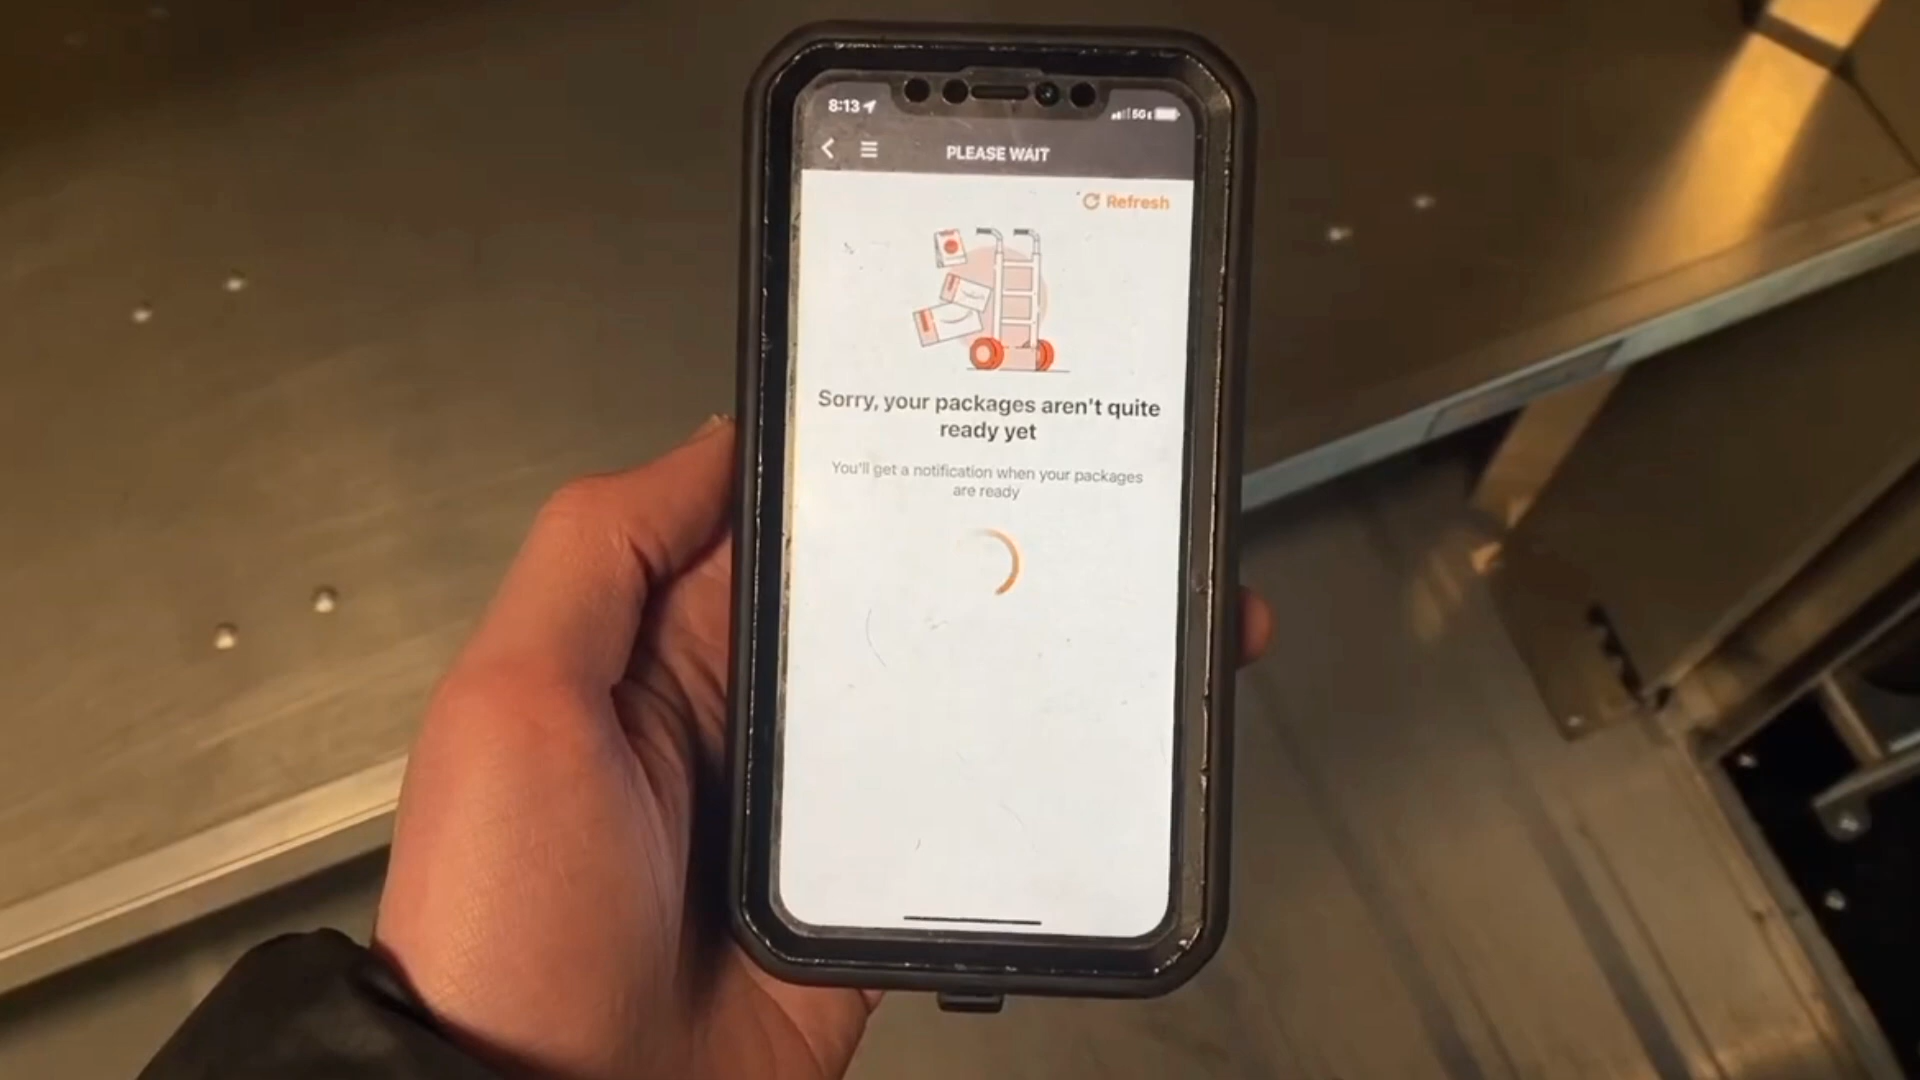 8:13
5G
PLEASE WAIT
Refresh
Sorry, your packages aren't quite
ready yet
You'll get a notification when your packages
are ready